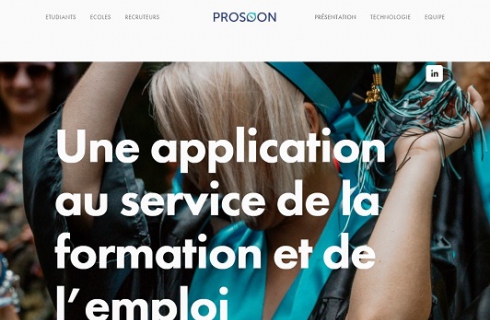 ETUDIANTS ECOLES RECRUTEURS PROSOON PRÉSENTATION TECHNOLOGIE EQUIPE
in
Une application
au service de la
formation et de
l’emploi